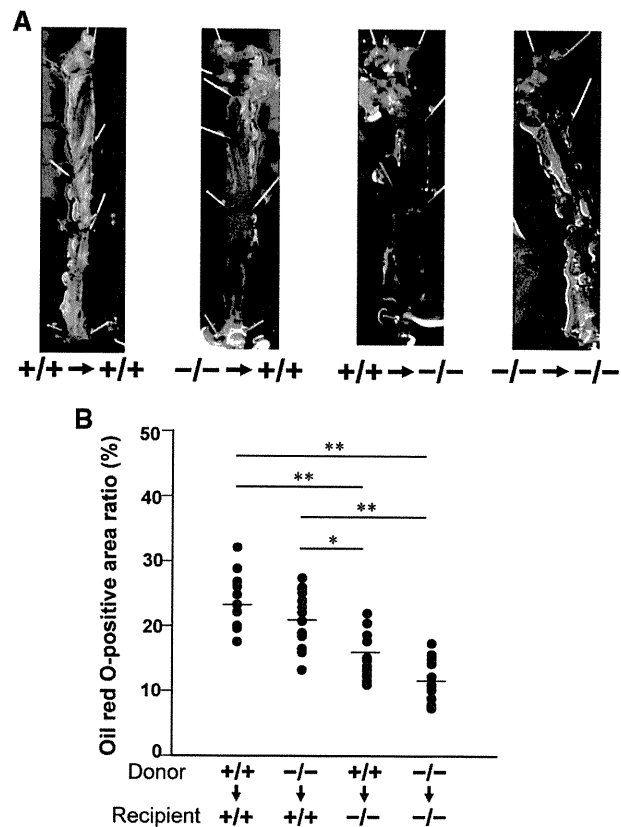 A
+/+ → +/+
−/− → +/+
+/+ → −/−
−/− → −/−
B
Oil red O-positive area ratio (%)
50
40
30
20
10
0
**
**
**
*
Donor +/+ −/− +/+ −/−
↓ ↓ ↓ ↓
Recipient +/+ +/+ −/− −/−